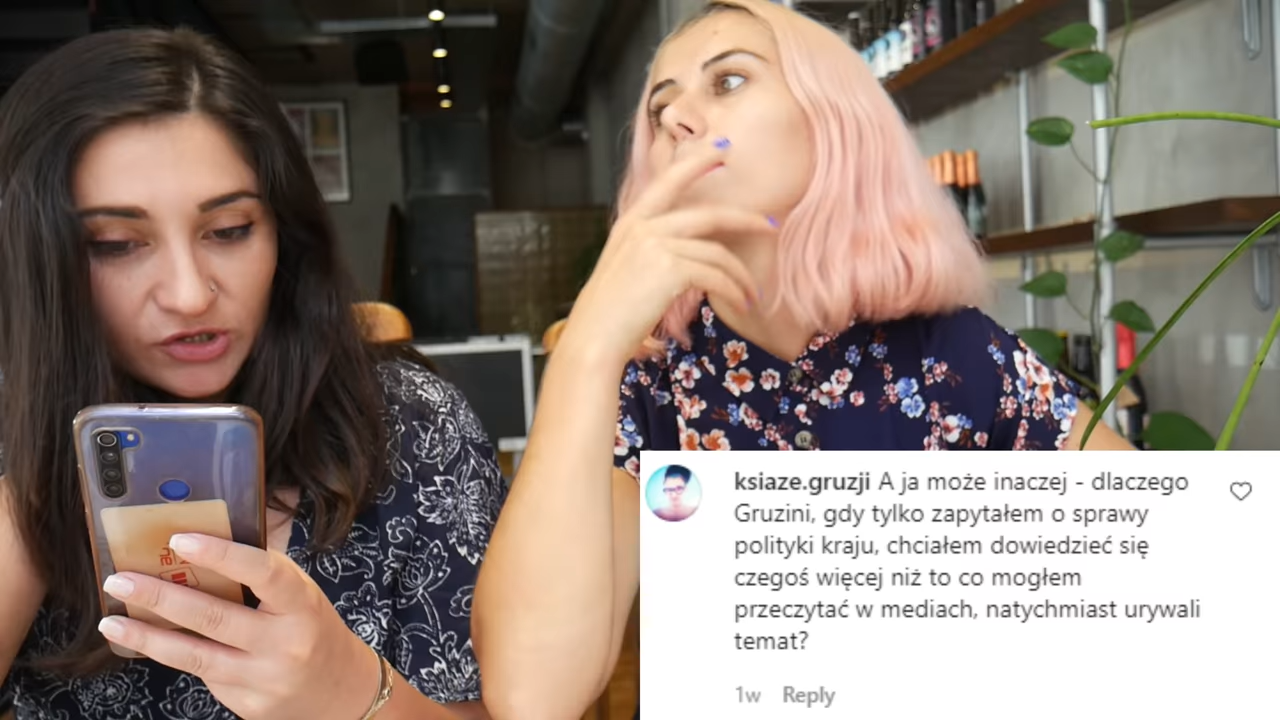 ksiaze.gruzji A ja może inaczej - dlaczego
Gruzini, gdy tylko zapytałem o sprawy
polityki kraju, chciałem dowiedzieć się
czegoś więcej niż to co mogłem
przeczytać w mediach, natychmiast urywali
temat?
1w Reply